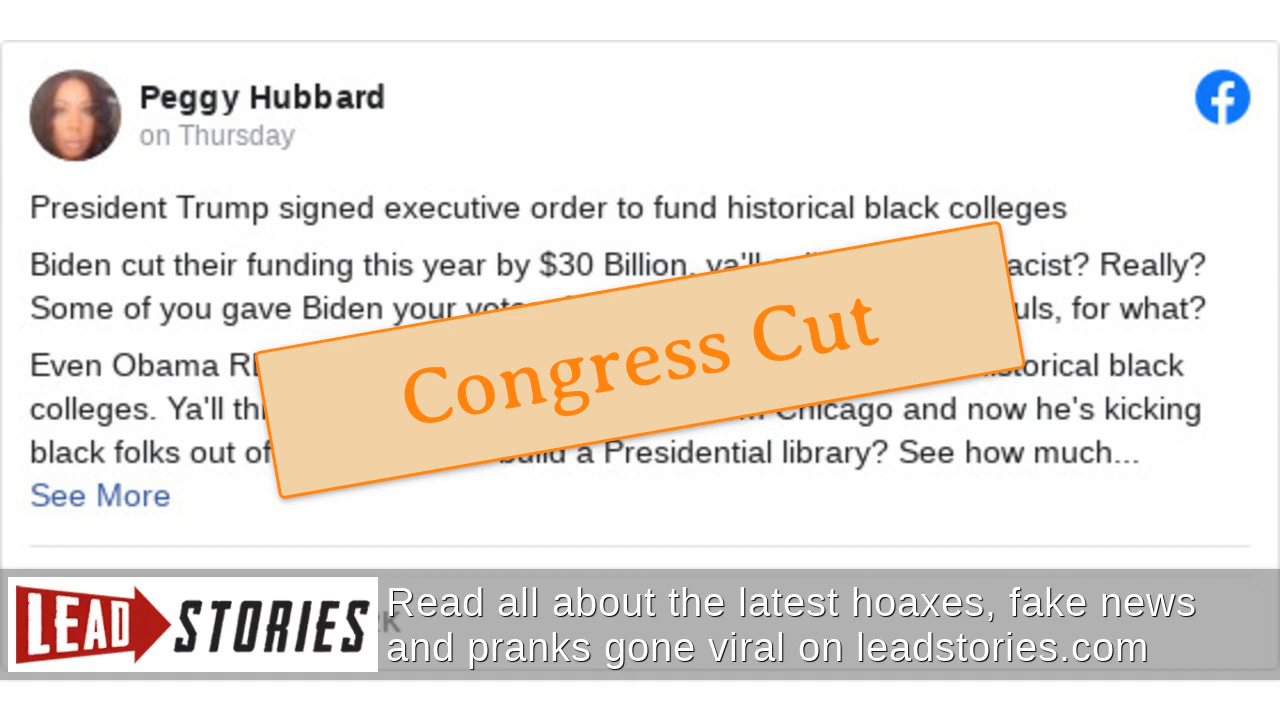 Peggy Hubbard
on Thursday
President Trump signed executive order to fund historical black colleges
Biden cut their funding this year by $30 Billion, ya'll acist? Really?
Some of you gave Biden your uls, for what?
Even Obama historical black
colleges. Ya'll Chicago and now he's kicking
black folks out of build a Presidential library? See how much...
See More
Congress Cut
LEAD STORIES
Read all about the latest hoaxes, fake news
and pranks gone viral on leadstories.com